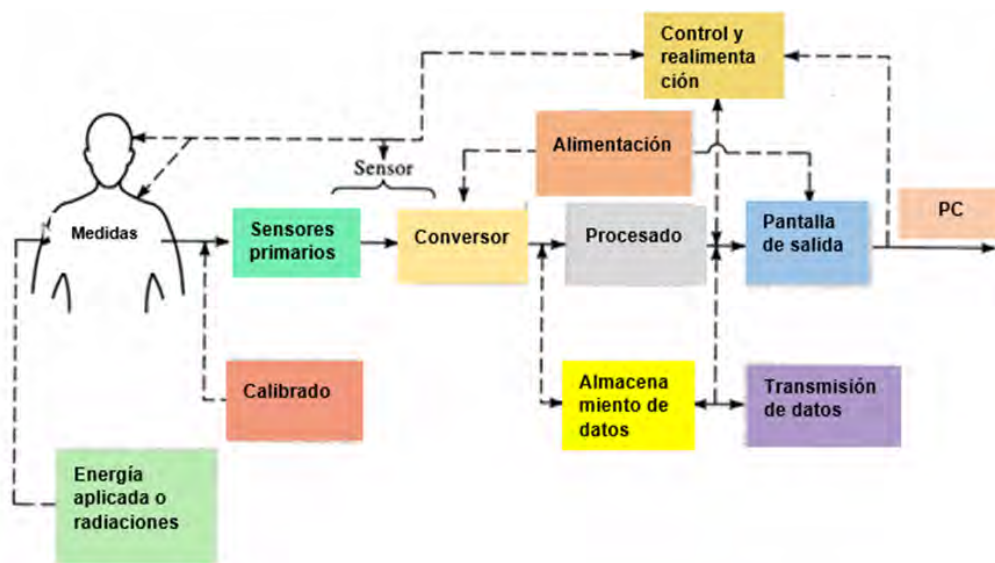 Control y
realimenta
ción
Alimentación
Sensor
PC
Medidas
Sensores
primarios
Conversor
Procesado
Pantalla
de salida
Calibrado
Almacena
miento de
datos
Transmisión
de datos
Energía
aplicada o
radiaciones